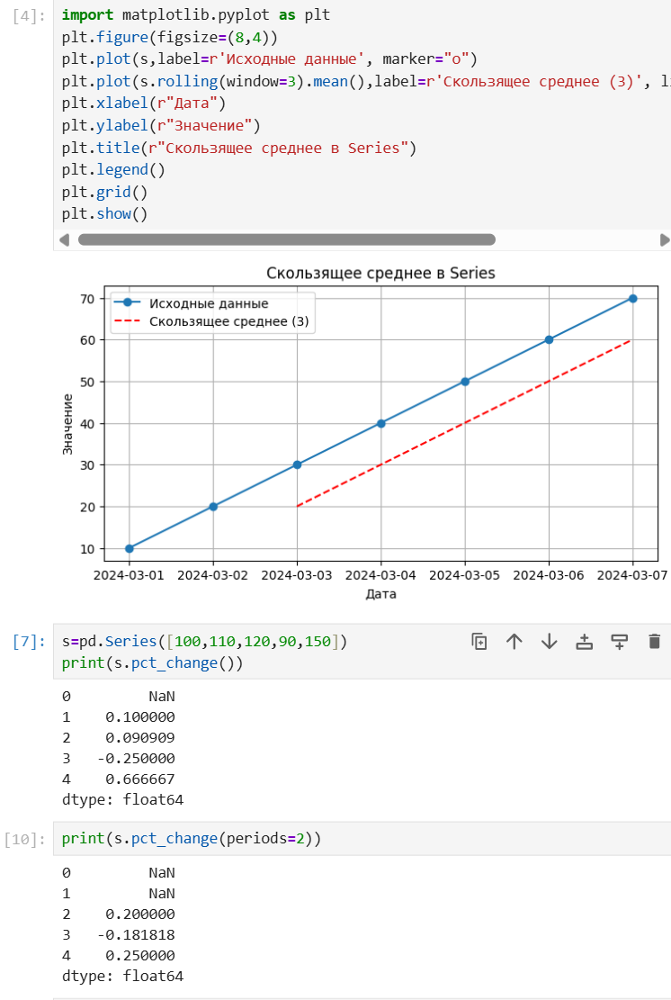 [4]: import matplotlib.pyplot as plt
plt.figure(figsize=(8,4))
plt.plot(s,label=r'Исходные данные', marker="o")
plt.plot(s.rolling(window=3).mean(),label=r'Скользящее среднее (3)', li
plt.xlabel(r"Дата")
plt.ylabel(r"Значение")
plt.title(r"Скользящее среднее в Series")
plt.legend()
plt.grid()
plt.show()
Скользящее среднее в Series
Исходные данные
Скользящее среднее (3)
70
60
50
40
30
20
10
Значение
2024-03-01 2024-03-02 2024-03-03 2024-03-04 2024-03-05 2024-03-06 2024-03-07
Дата
[7]: s=pd.Series([100,110,120,90,150])
print(s.pct_change())
0 NaN
1 0.100000
2 0.090909
3 -0.250000
4 0.666667
dtype: float64
[10]: print(s.pct_change(periods=2))
0 NaN
1 NaN
2 0.200000
3 -0.181818
4 0.250000
dtype: float64